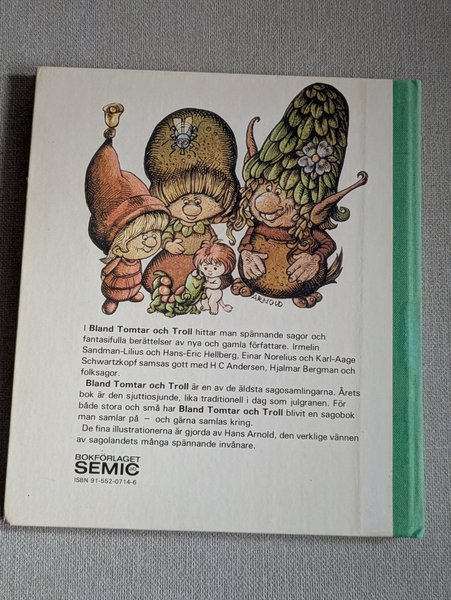 ARNOLD
I Bland Tomtar och Troll hittar man spännande sagor och
fantasifulla berättelser av nya och gamla författare. Irmelin
Sandman-Lilius och Hans-Eric Hellberg, Einar Norelius och Karl-Aage
Schwartzkopf samsas gott med H C Andersen, Hjalmar Bergman och
folksagor.
Bland Tomtar och Troll är en av de äldsta sagosamlingarna. Årets
bok är den sjuttiosjunde, lika traditionell i dag som julgranen. För
både stora och små har Bland Tomtar och Troll blivit en sagobok
man samlar på – och gärna samlas kring.
De fina illustrationerna är gjorda av Hans Arnold, den verklige vännen
av sagolandets många spännande invånare.
BOKFÖRLAGET
SEMIC
ISBN 91-552-0714-6